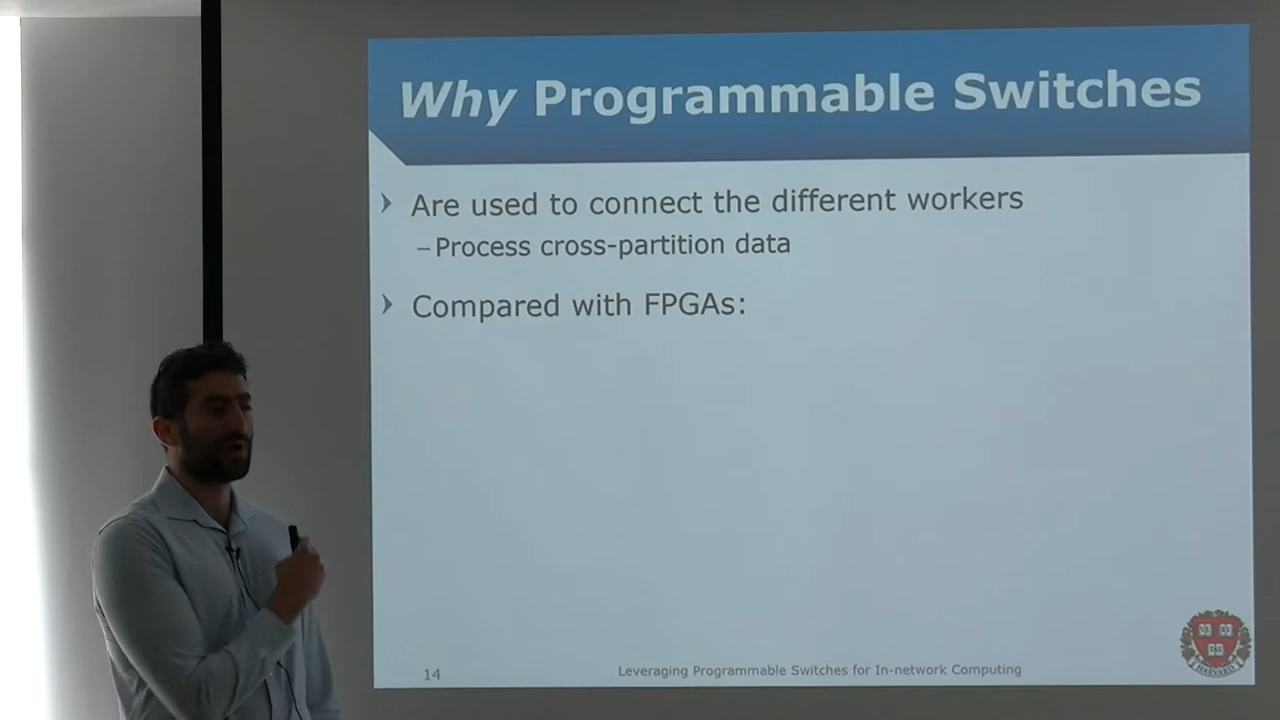 Why Programmable Switches
Are used to connect the different workers
–Process cross-partition data
Compared with FPGAs:
14
Leveraging Programmable Switches for In-network Computing
HARVARD